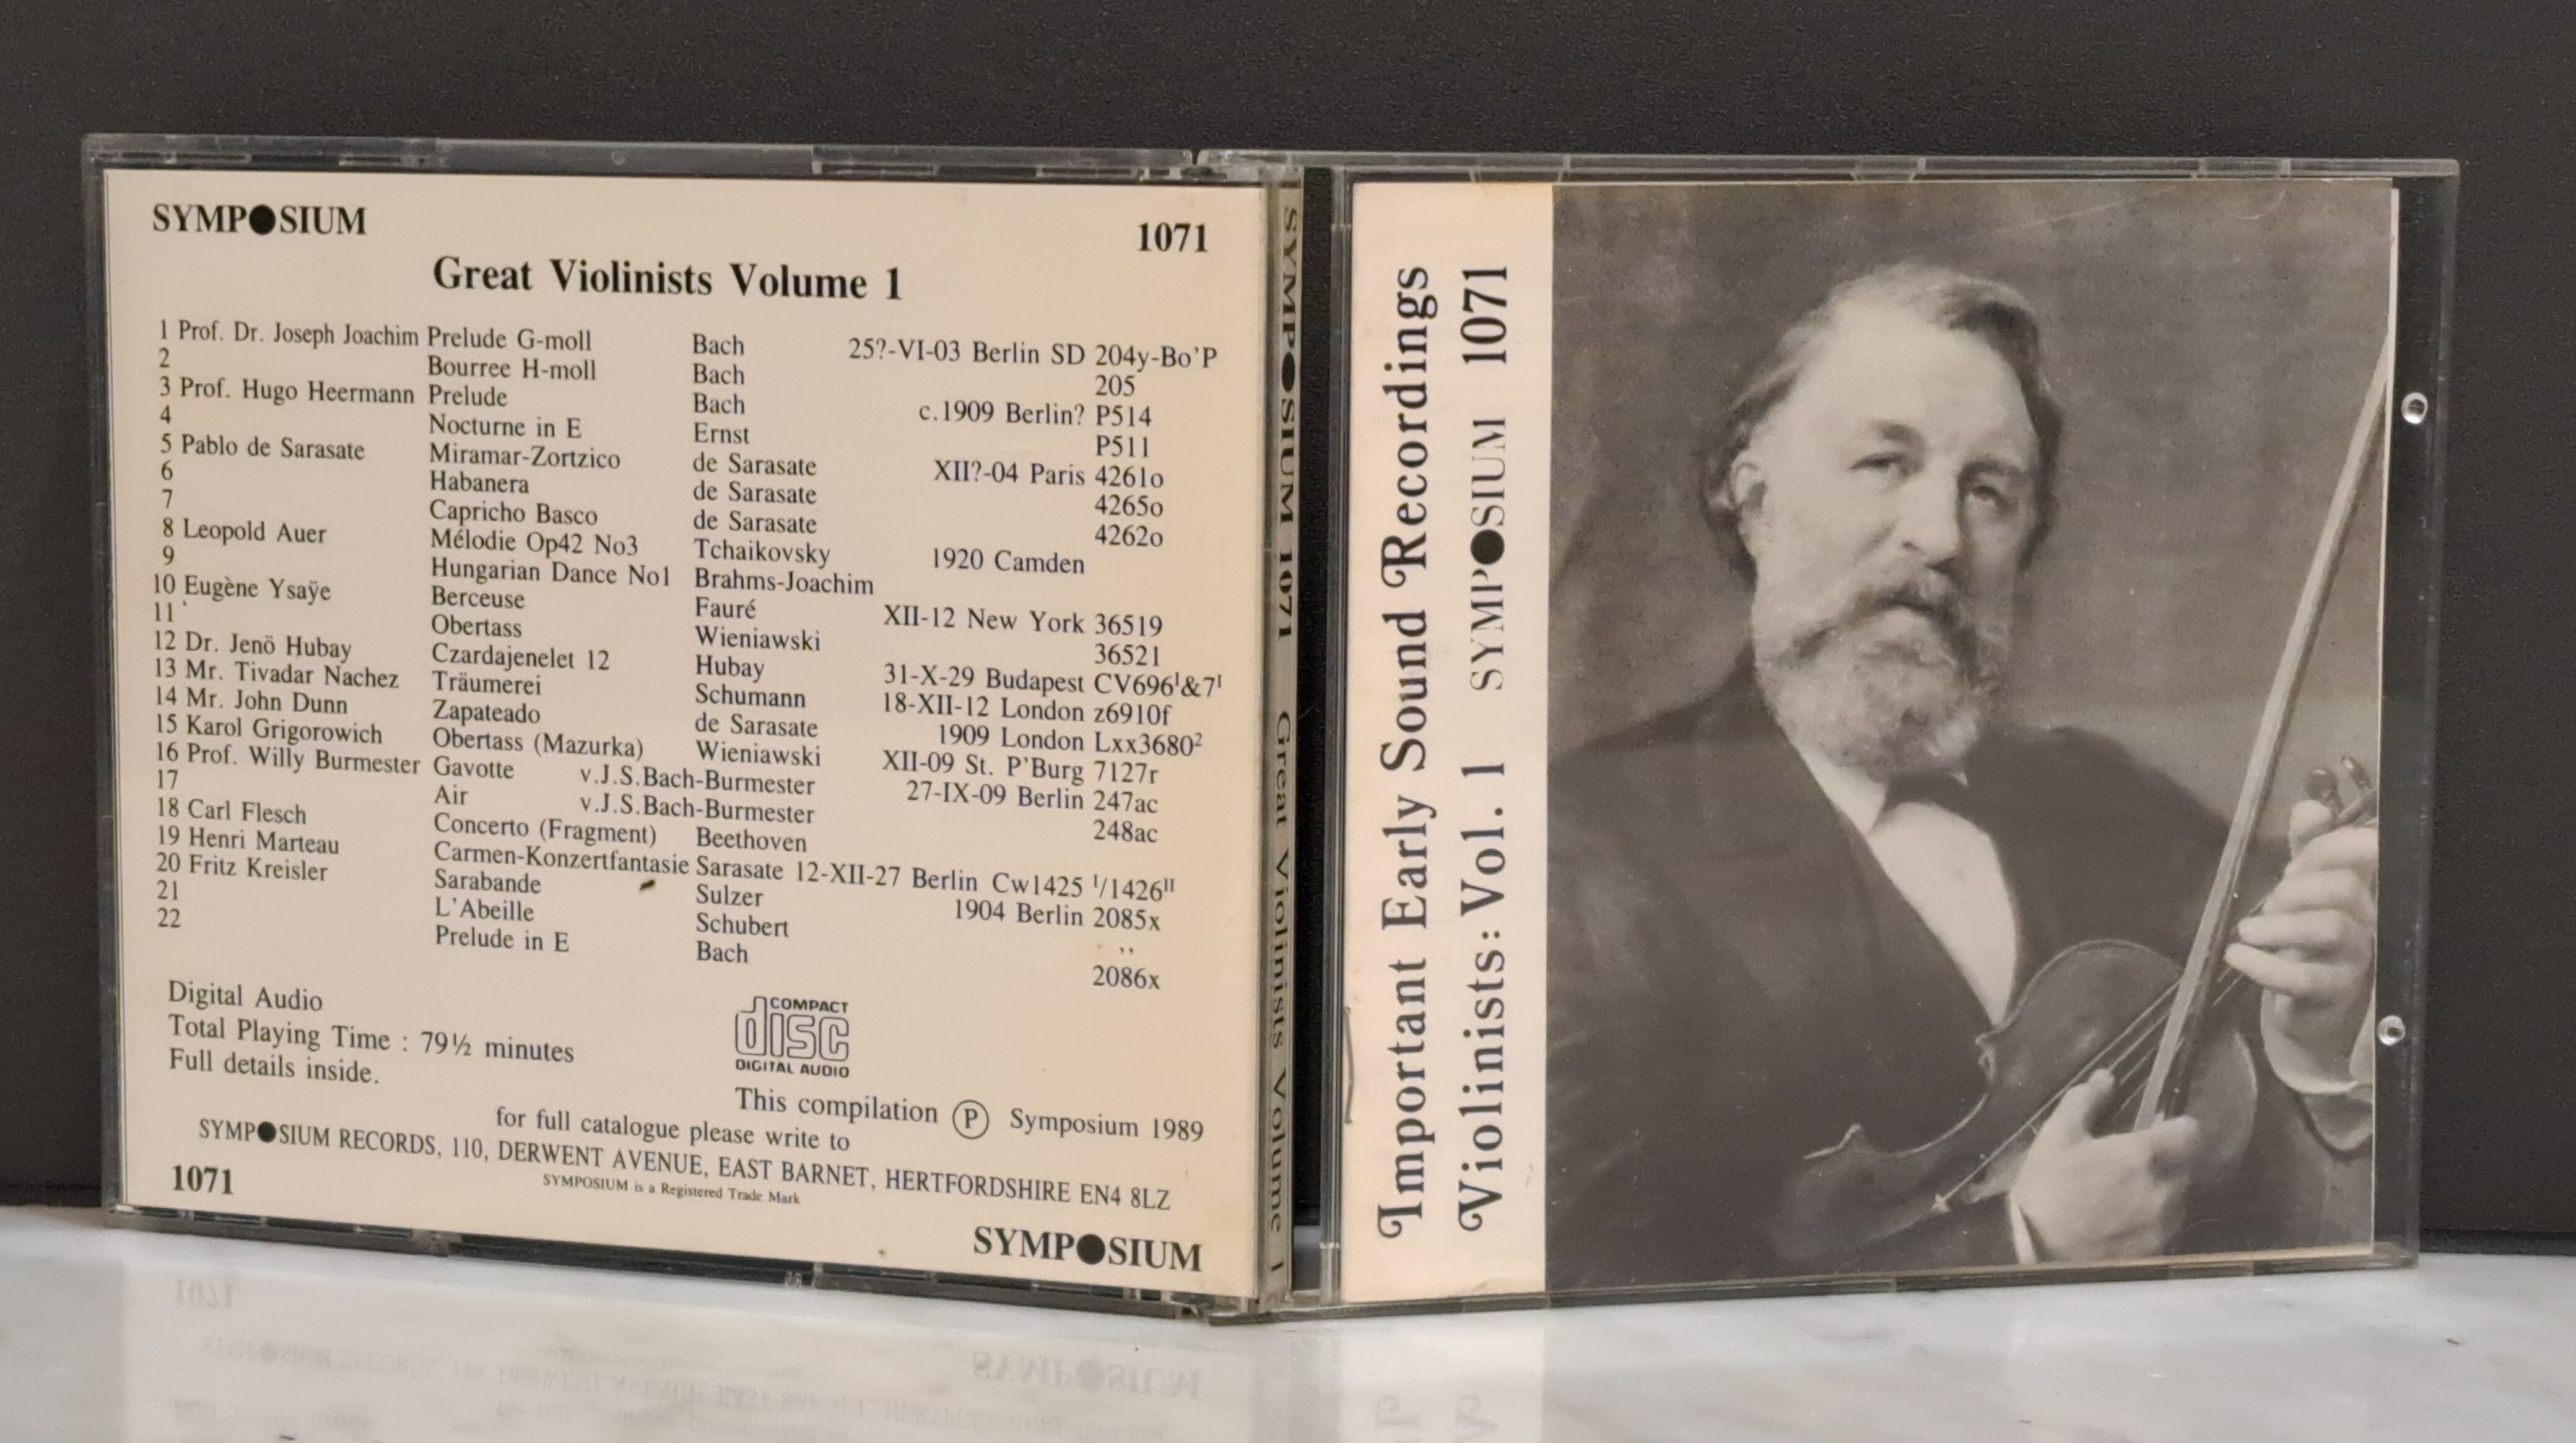 SYMP●SIUM
1071
Great Violinists Volume 1
1 Prof. Dr. Joseph Joachim Prelude G-moll Bach 25?-VI-03 Berlin SD 204y-Bo'P
2 Bourree H-moll Bach 205
3 Prof. Hugo Heermann Prelude Bach c.1909 Berlin? P514
4 Nocturne in E Ernst P511
5 Pablo de Sarasate Miramar-Zortzico de Sarasate XII?-04 Paris 4261o
6 Habanera de Sarasate 4265o
7 Capricho Basco de Sarasate 4262o
8 Leopold Auer Mélodie Op42 No3 Tchaikovsky 1920 Camden
9 Hungarian Dance No1 Brahms-Joachim
10 Eugène Ysaÿe Berceuse Fauré XII-12 New York 36519
11 Obertass Wieniawski 36521
12 Dr. Jenö Hubay Czardajenelet 12 Hubay 31-X-29 Budapest CV696ᴵ&7ᴵ
13 Mr. Tivadar Nachez Träumerei Schumann 18-XII-12 London z6910f
14 Mr. John Dunn Zapateado de Sarasate 1909 London Lxx3680²
15 Karol Grigorowich Obertass (Mazurka) Wieniawski XII-09 St. P'Burg 7127r
16 Prof. Willy Burmester Gavotte v.J.S.Bach-Burmester 27-IX-09 Berlin 247ac
17 Air v.J.S.Bach-Burmester 248ac
18 Carl Flesch Concerto (Fragment) Beethoven
19 Henri Marteau Carmen-Konzertfantasie Sarasate 12-XII-27 Berlin Cw1425 ᴵ/1426ᴵᴵ
20 Fritz Kreisler Sarabande Sulzer 1904 Berlin 2085x
21 L'Abeille Schubert ,,
22 Prelude in E Bach 2086x
Digital Audio
Total Playing Time : 79½ minutes
Full details inside.
COMPACT
disc
DIGITAL AUDIO
This compilation Ⓟ Symposium 1989
for full catalogue please write to
SYMP●SIUM RECORDS, 110, DERWENT AVENUE, EAST BARNET, HERTFORDSHIRE EN4 8LZ
SYMPOSIUM is a Registered Trade Mark
1071
SYMP●SIUM
SYMP●SIUM 1071 Great Violinists Volume 1
Important Early Sound Recordings
Violinists: Vol. 1 SYMP●SIUM 1071